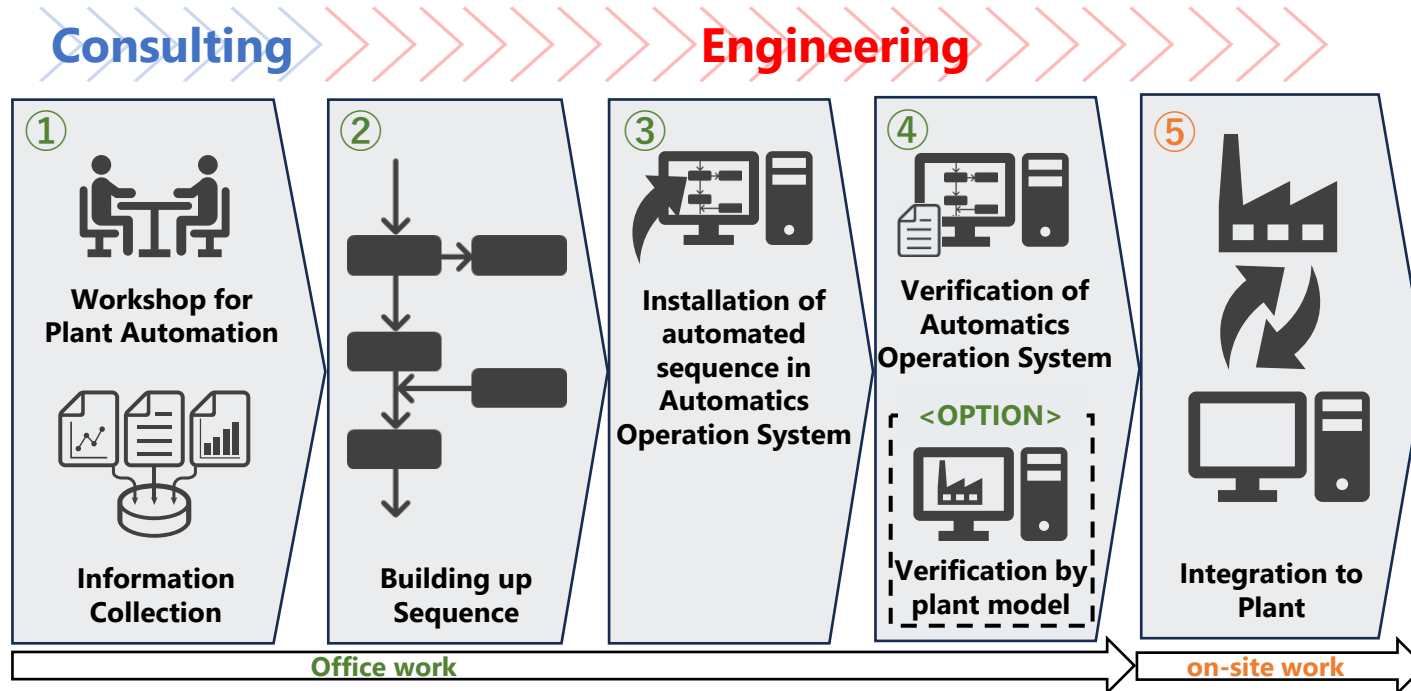 Consulting
Engineering
①
Workshop for
Plant Automation
Information
Collection
②
Building up
Sequence
③
Installation of
automated
sequence in
Automatics
Operation System
④
Verification of
Automatics
Operation System
<OPTION>
Verification by
plant model
⑤
Integration to
Plant
Office work
on-site work